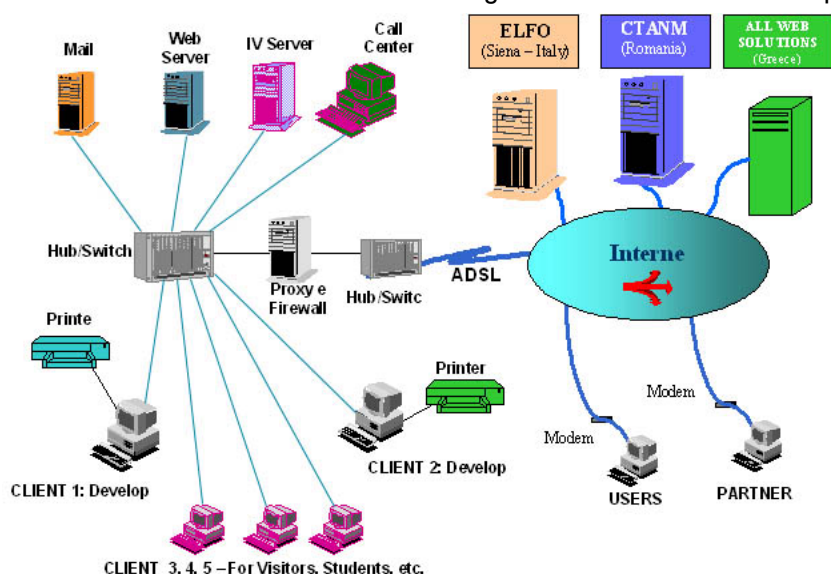 ELFO
(Siena – Italy)
CTANM
(Romania)
ALL WEB
SOLUTIONS
(Greece)
Mail
Web
Server
IV Server
Call
Center
Hub/Switch
Proxy e
Firewall
Hub/Switc
ADSL
Interne
Printe
Printer
Modem
Modem
CLIENT 1: Develop
CLIENT 2: Develop
USERS
PARTNER
CLIENT 3, 4, 5 –For Visitors, Students, etc.